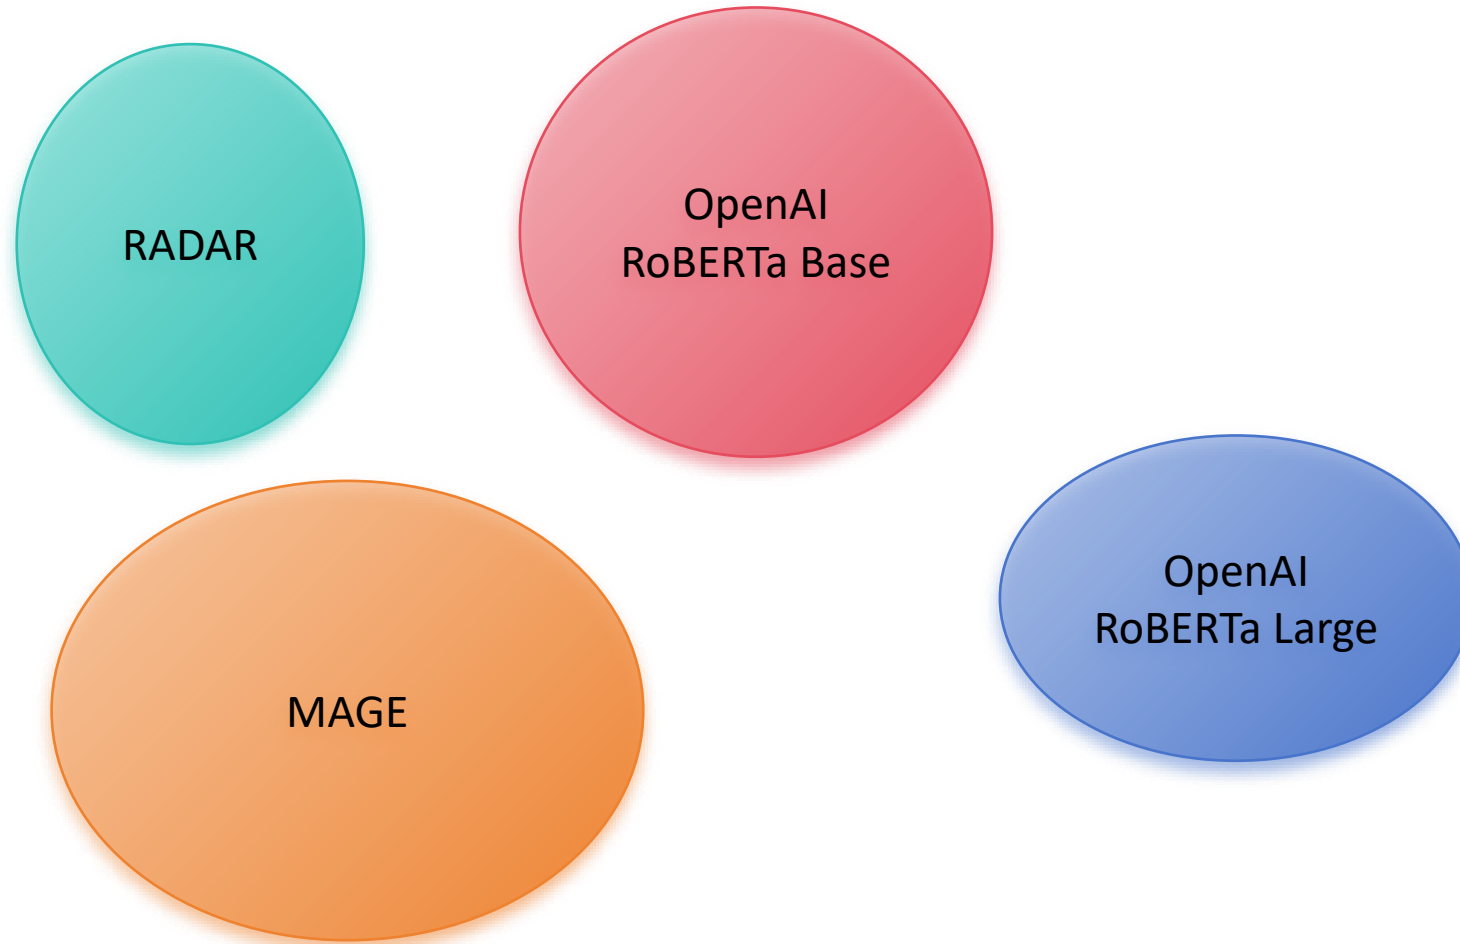 RADAR
OpenAI
RoBERTa Base
OpenAI
RoBERTa Large
MAGE